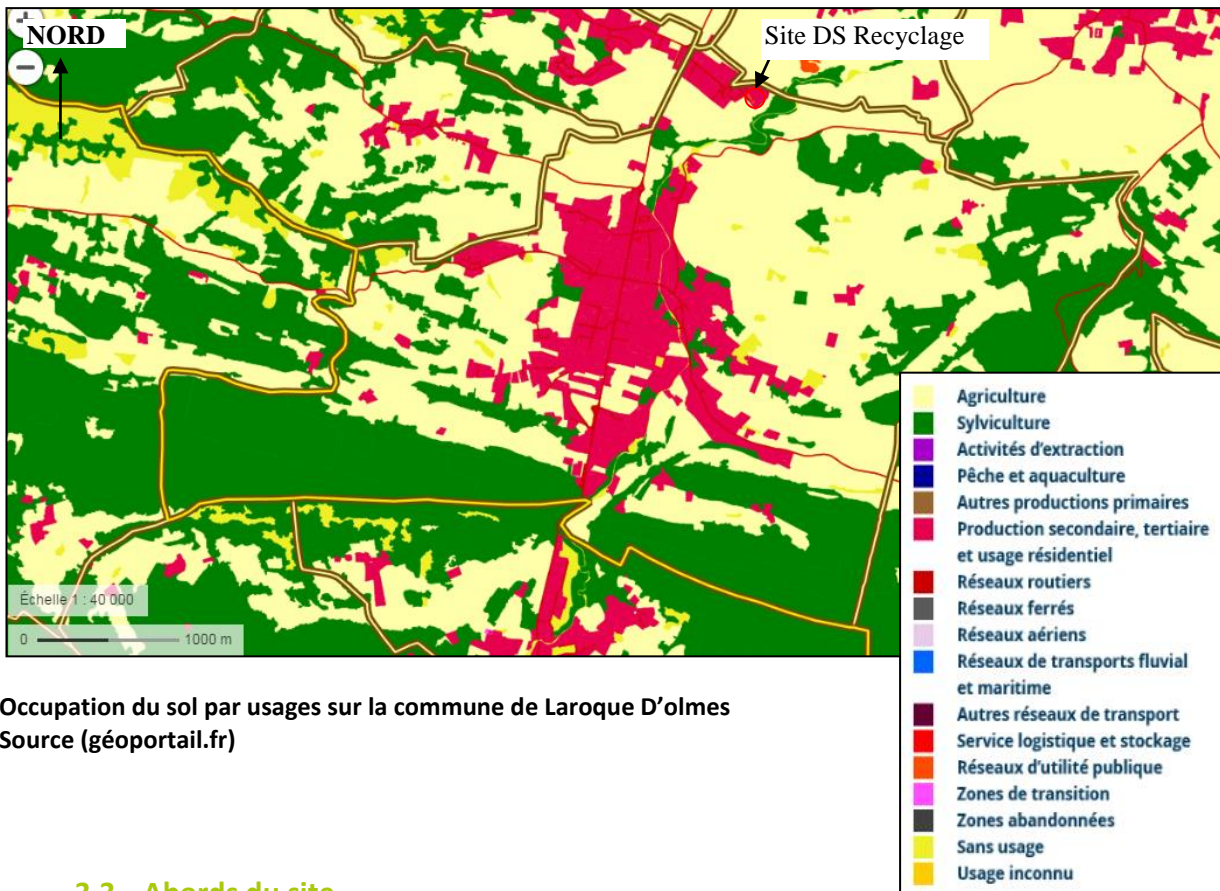 NORD
Site DS Recyclage
Échelle 1 : 40 000
0 1000 m
Agriculture
Sylviculture
Activités d'extraction
Pêche et aquaculture
Autres productions primaires
Production secondaire, tertiaire
et usage résidentiel
Réseaux routiers
Réseaux ferrés
Réseaux aériens
Réseaux de transports fluvial
et maritime
Autres réseaux de transport
Service logistique et stockage
Réseaux d'utilité publique
Zones de transition
Zones abandonnées
Sans usage
Usage inconnu
Occupation du sol par usages sur la commune de Laroque D'olmes
Source (géoportail.fr)
Abords du site